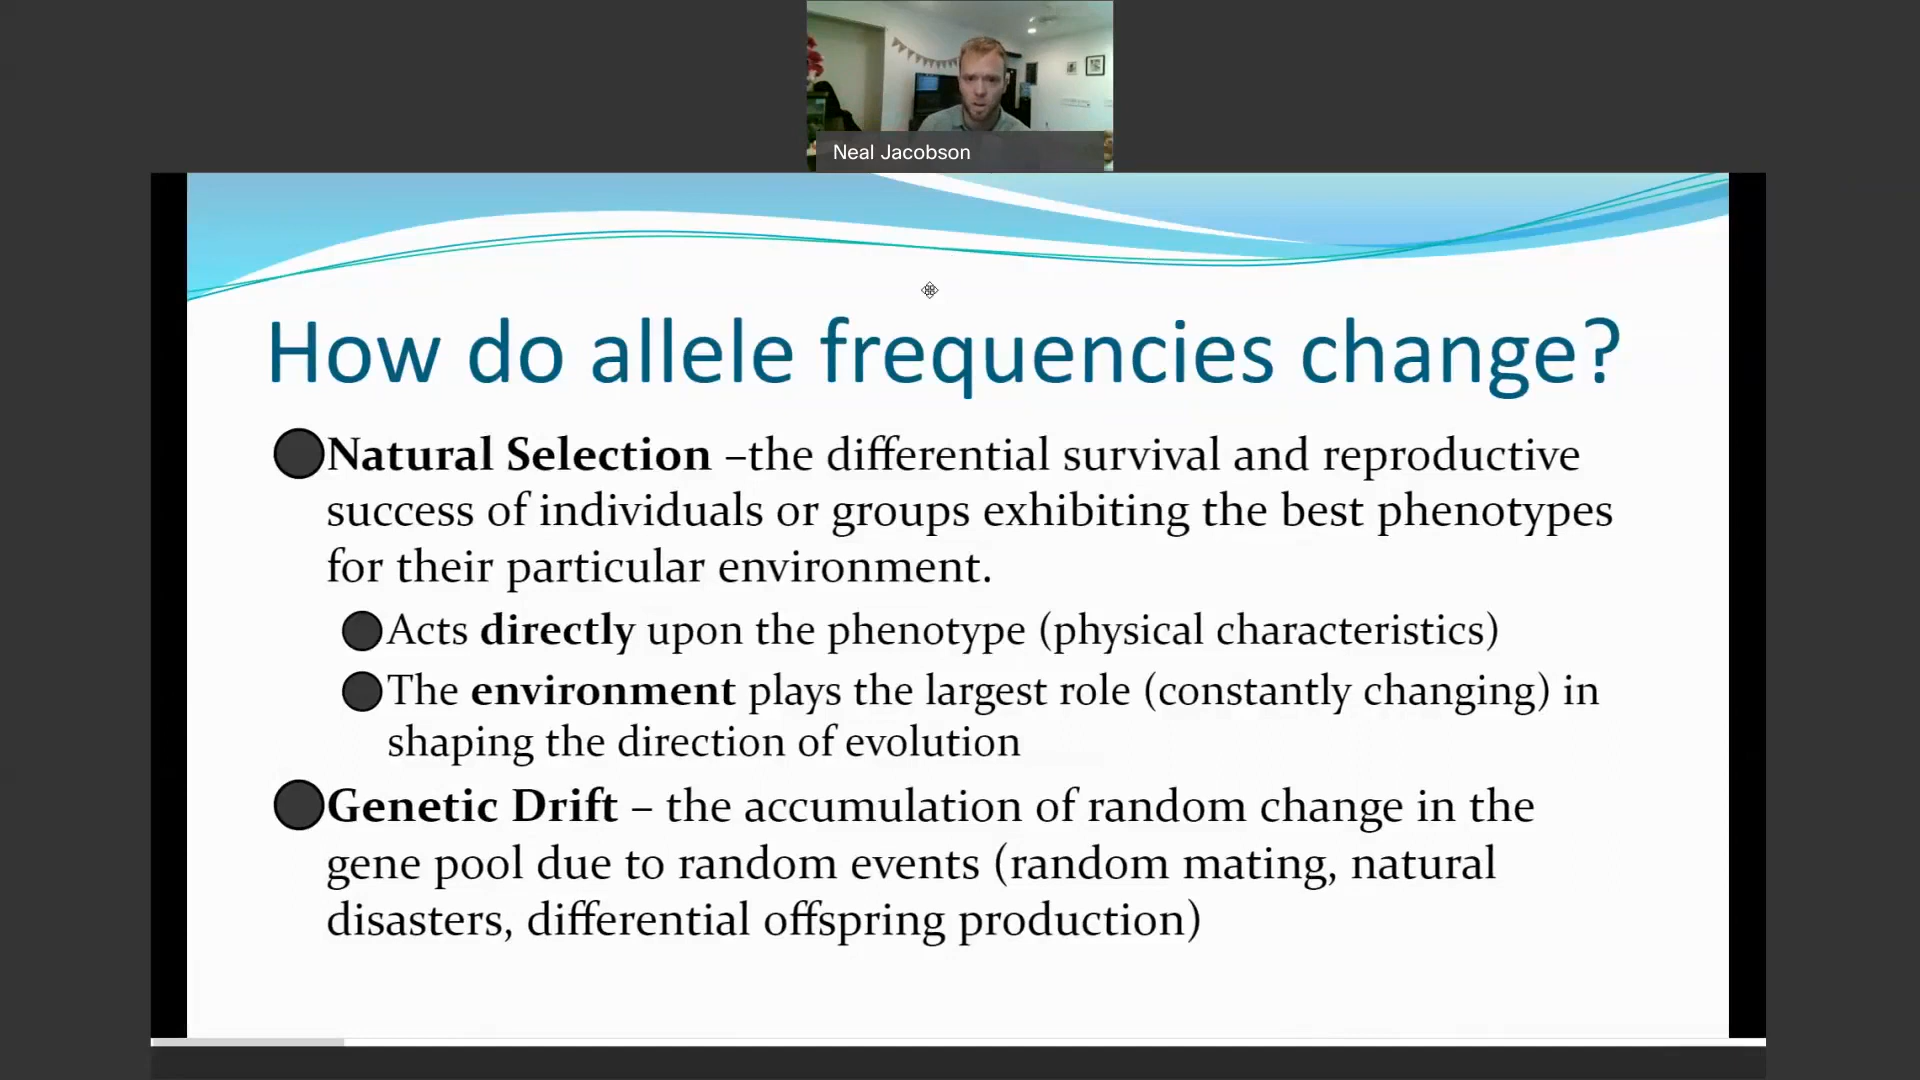 Neal Jacobson
How do allele frequencies change?
Natural Selection –the differential survival and reproductive
success of individuals or groups exhibiting the best phenotypes
for their particular environment.
Acts directly upon the phenotype (physical characteristics)
The environment plays the largest role (constantly changing) in
shaping the direction of evolution
Genetic Drift – the accumulation of random change in the
gene pool due to random events (random mating, natural
disasters, differential offspring production)